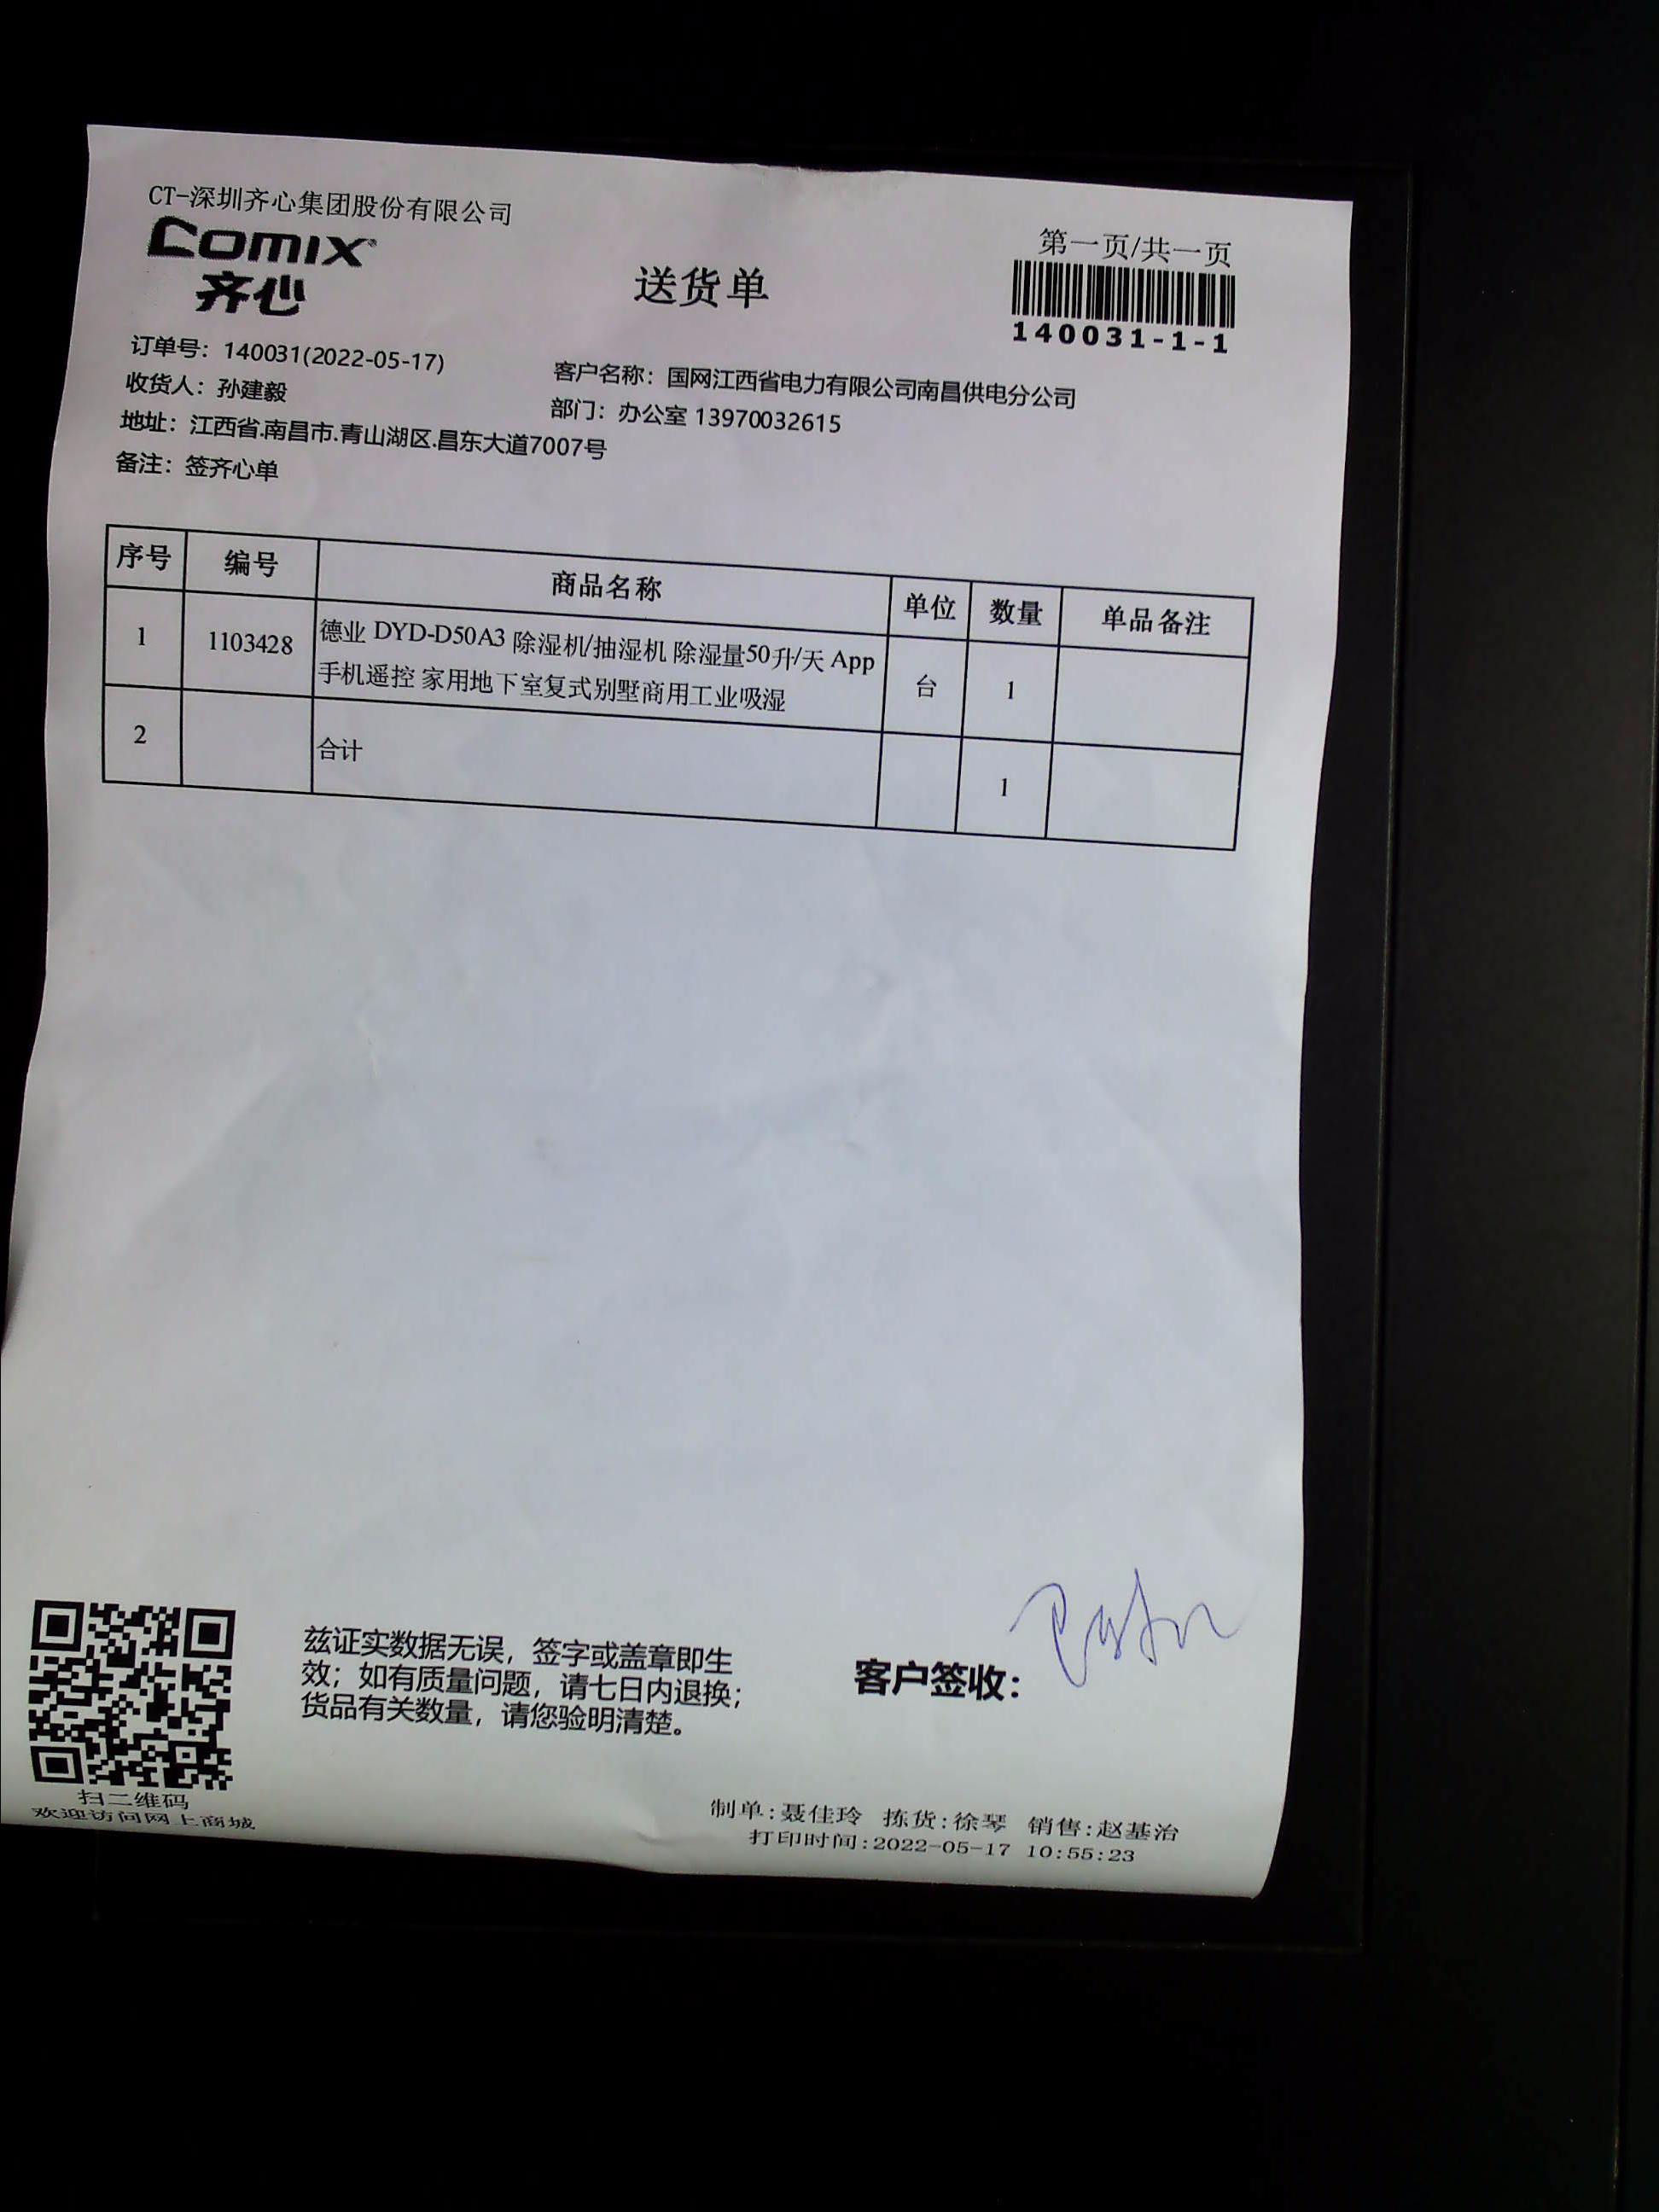 CT-深圳齐心集团股份有限公司
comix®
齐心
送货单
第一页/共一页
140031-1-1
订单号：140031(2022-05-17)
收货人：孙建毅
客户名称：国网江西省电力有限公司南昌供电分公司
部门：办公室 13970032615
地址：江西省.南昌市.青山湖区.昌东大道7007号
备注：签齐心单
序号 编号 商品名称 单位 数量 单品备注
1 1103428 德业 DYD-D50A3 除湿机/抽湿机 除湿量50升/天 App
手机遥控 家用地下室复式别墅商用工业吸湿 台 1
2 合计 1
兹证实数据无误，签字或盖章即生
效；如有质量问题，请七日内退换；
货品有关数量，请您验明清楚。
客户签收：
扫二维码
欢迎访问网上商城
制单:聂佳玲 拣货:徐琴 销售:赵基治
打印时间:2022-05-17 10:55:23